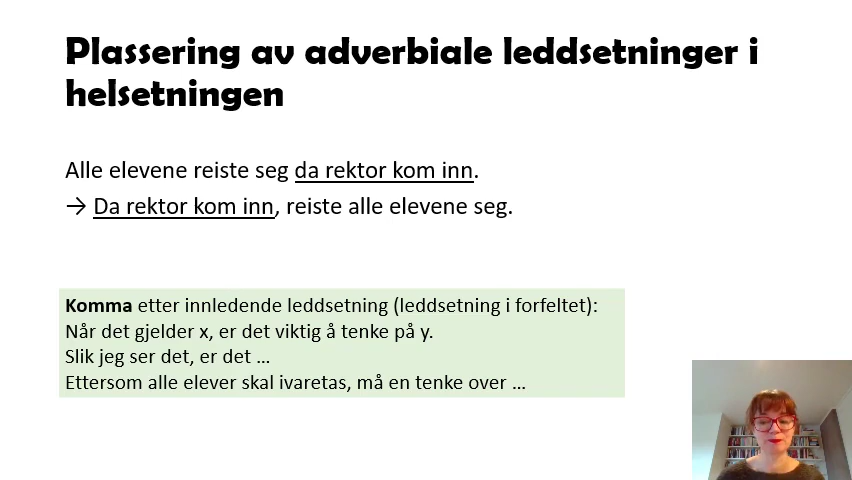 Plassering av adverbiale leddsetninger i
helsetningen
Alle elevene reiste seg da rektor kom inn.
→ Da rektor kom inn, reiste alle elevene seg.
Komma etter innledende leddsetning (leddsetning i forfeltet):
Når det gjelder x, er det viktig å tenke på y.
Slik jeg ser det, er det …
Ettersom alle elever skal ivaretas, må en tenke over …